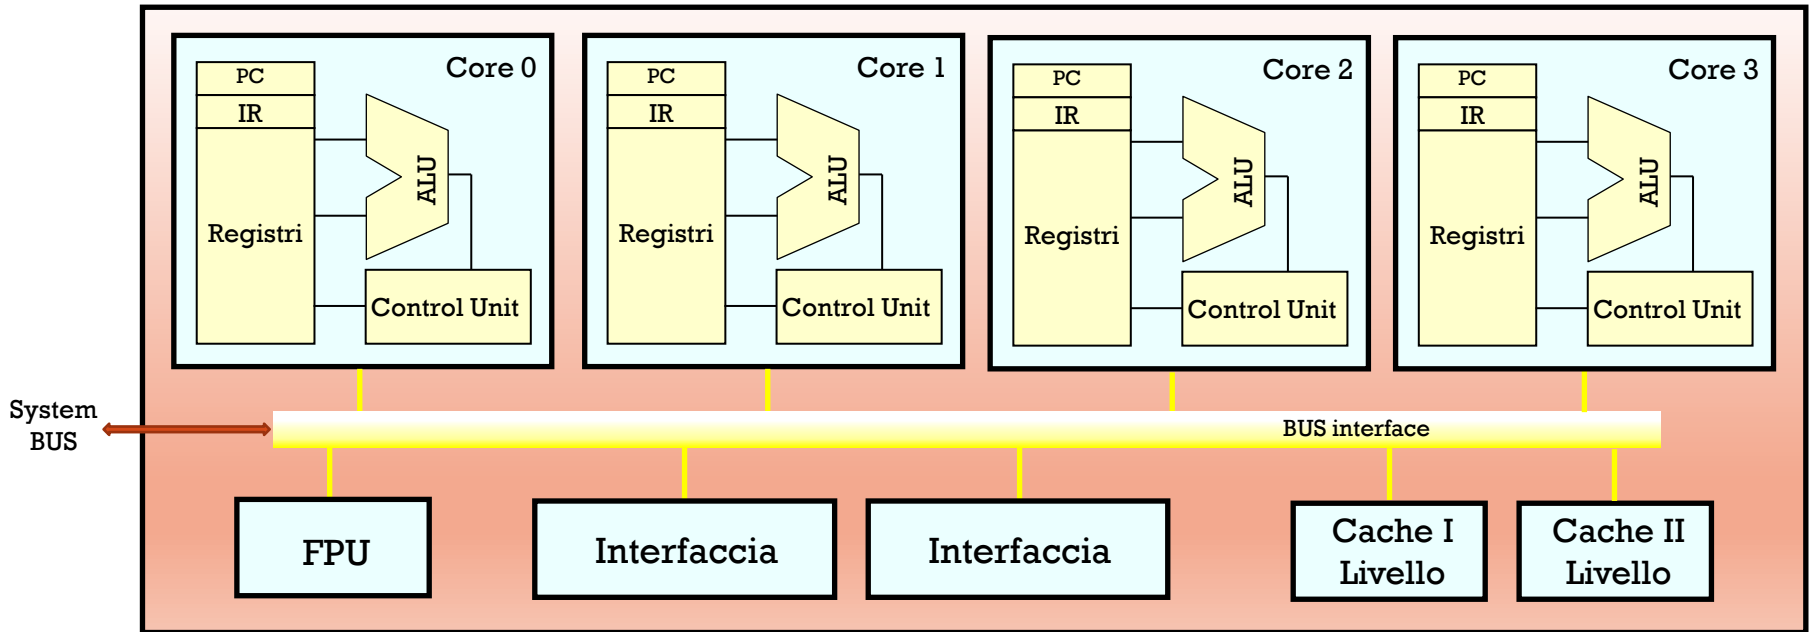 Core 0
PC
IR
ALU
Registri
Control Unit
Core 1
PC
IR
ALU
Registri
Control Unit
Core 2
PC
IR
ALU
Registri
Control Unit
Core 3
PC
IR
ALU
Registri
Control Unit
System
BUS
BUS interface
FPU
Interfaccia
Interfaccia
Cache I
Livello
Cache II
Livello